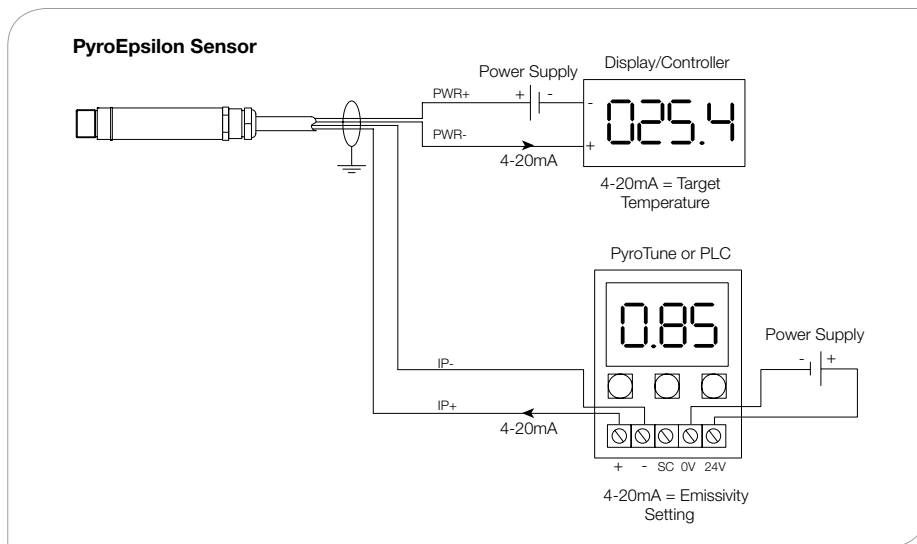 PyroEpsilon Sensor
Display/Controller
Power Supply
PWR+
+ -
-
025.4
PWR-
+
4-20mA
4-20mA = Target
Temperature
PyroTune or PLC
0.85
Power Supply
- +
IP-
IP+
4-20mA
+ - SC 0V 24V
4-20mA = Emissivity
Setting